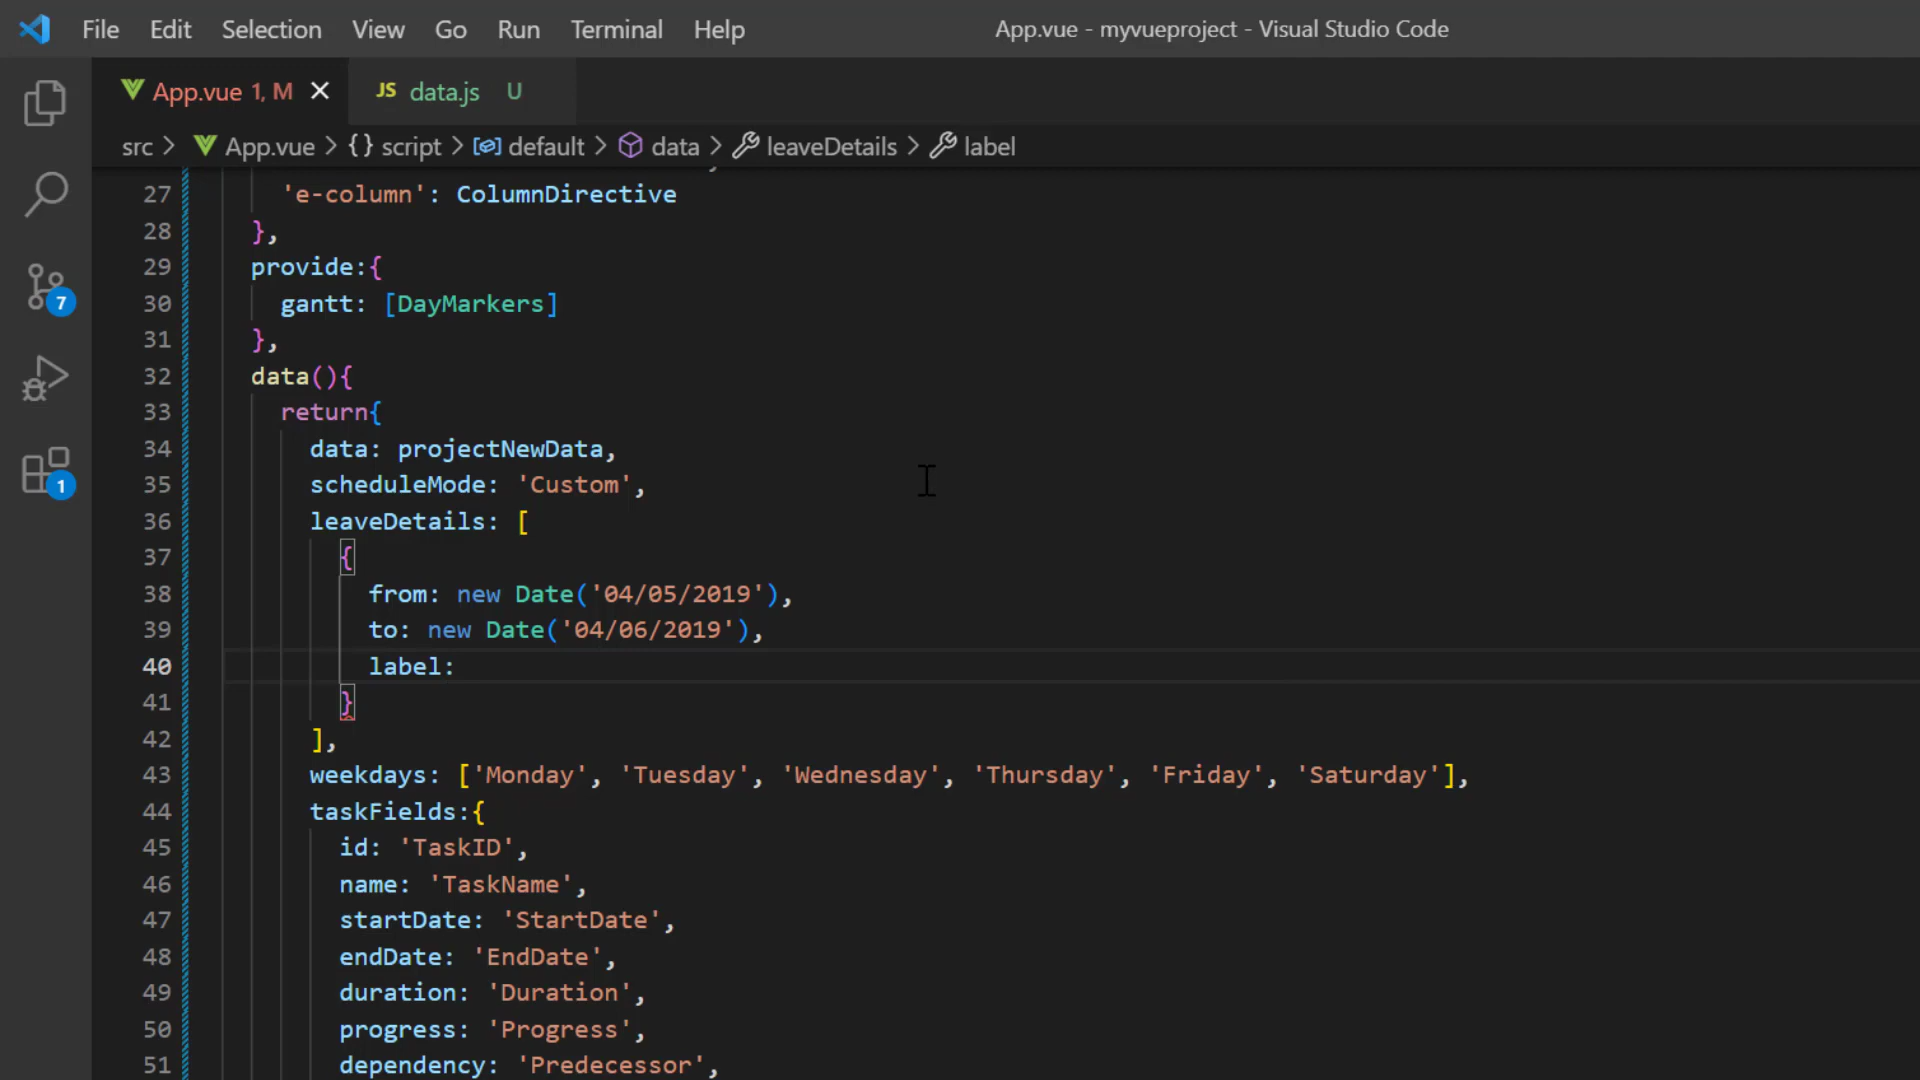 File Edit Selection View Go Run Terminal Help App.vue - myvueproject - Visual Studio Code
App.vue 1, M JS data.js U
src > App.vue > {} script > default > data > leaveDetails > label
27 'e-column': ColumnDirective
28 },
29 provide:{
30 gantt: [DayMarkers]
31 },
32 data(){
33 return{
34 data: projectNewData,
35 scheduleMode: 'Custom',
36 leaveDetails: [
37 {
38 from: new Date('04/05/2019'),
39 to: new Date('04/06/2019'),
40 label:
41 }
42 ],
43 weekdays: ['Monday', 'Tuesday', 'Wednesday', 'Thursday', 'Friday', 'Saturday'],
44 taskFields:{
45 id: 'TaskID',
46 name: 'TaskName',
47 startDate: 'StartDate',
48 endDate: 'EndDate',
49 duration: 'Duration',
50 progress: 'Progress',
51 dependency: 'Predecessor',
7
1